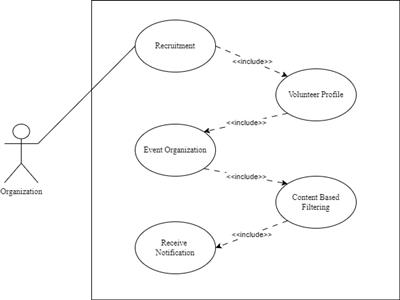 Recruitment
<<include>>
Volunteer Profile
<<include>>
Event Organization
<<include>>
Content Based
Filtering
<<include>>
Receive
Notification
Organization